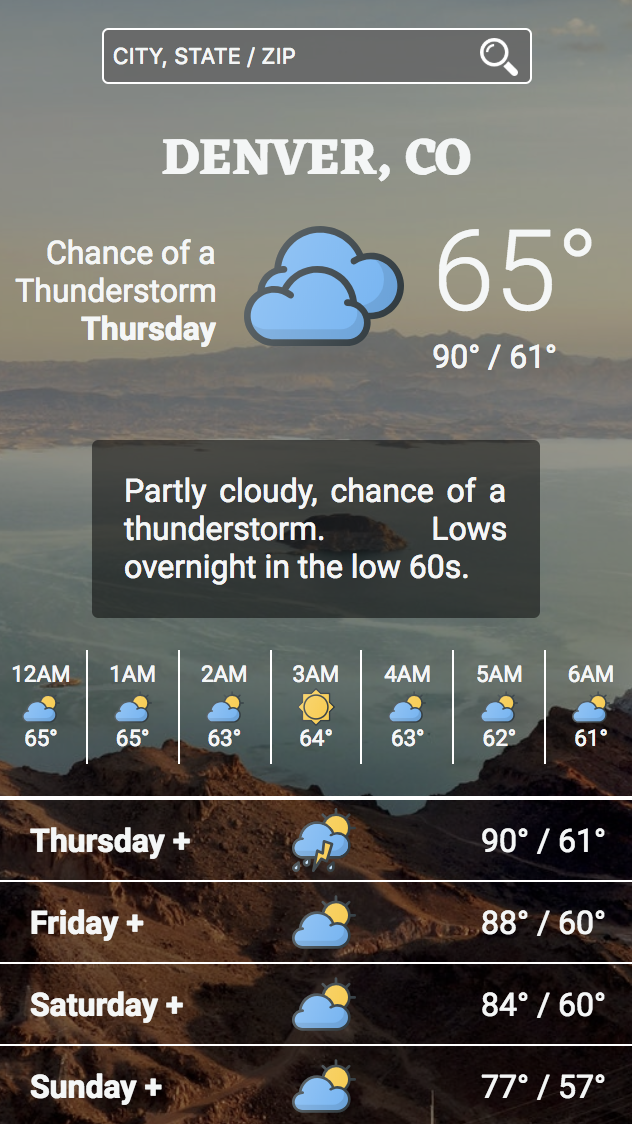 CITY, STATE / ZIP
DENVER, CO
Chance of a
Thunderstorm
Thursday
65°
90° / 61°
Partly cloudy, chance of a
thunderstorm. Lows
overnight in the low 60s.
12AM 1AM 2AM 3AM 4AM 5AM 6AM
65° 65° 63° 64° 63° 62° 61°
Thursday + 90° / 61°
Friday + 88° / 60°
Saturday + 84° / 60°
Sunday + 77° / 57°